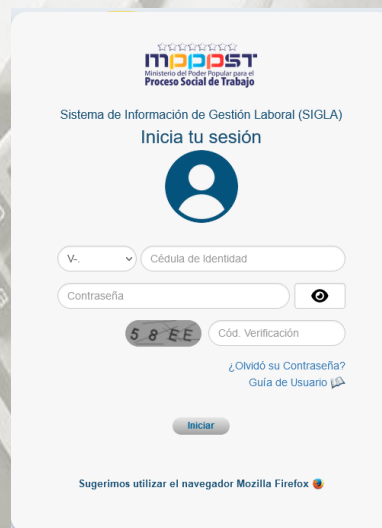 mpppst
Ministerio del Poder Popular para el
Proceso Social de Trabajo
Sistema de Información de Gestión Laboral (SIGLA)
Inicia tu sesión
V-.
Cédula de Identidad
Contraseña
5 8 E E
Cód. Verificación
¿Olvidó su Contraseña?
Guía de Usuario
Iniciar
Sugerimos utilizar el navegador Mozilla Firefox